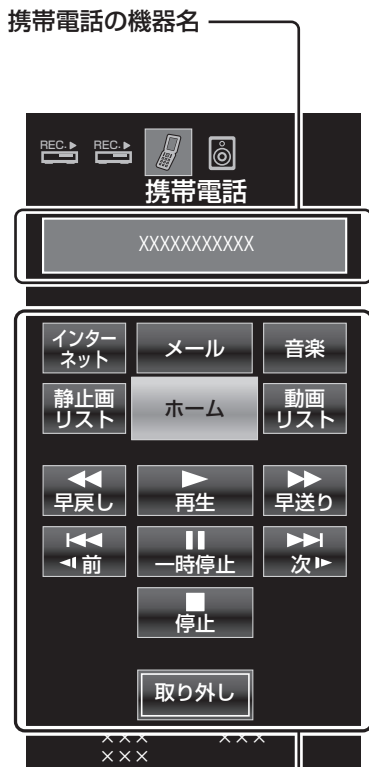 携帯電話の機器名
REC. REC.
携帯電話
XXXXXXXXXXX
インター
ネット
メール
音楽
静止画
リスト
ホーム
動画
リスト
早戻し
再生
早送り
前
一時停止
次
停止
取り外し
××× ×××
×××